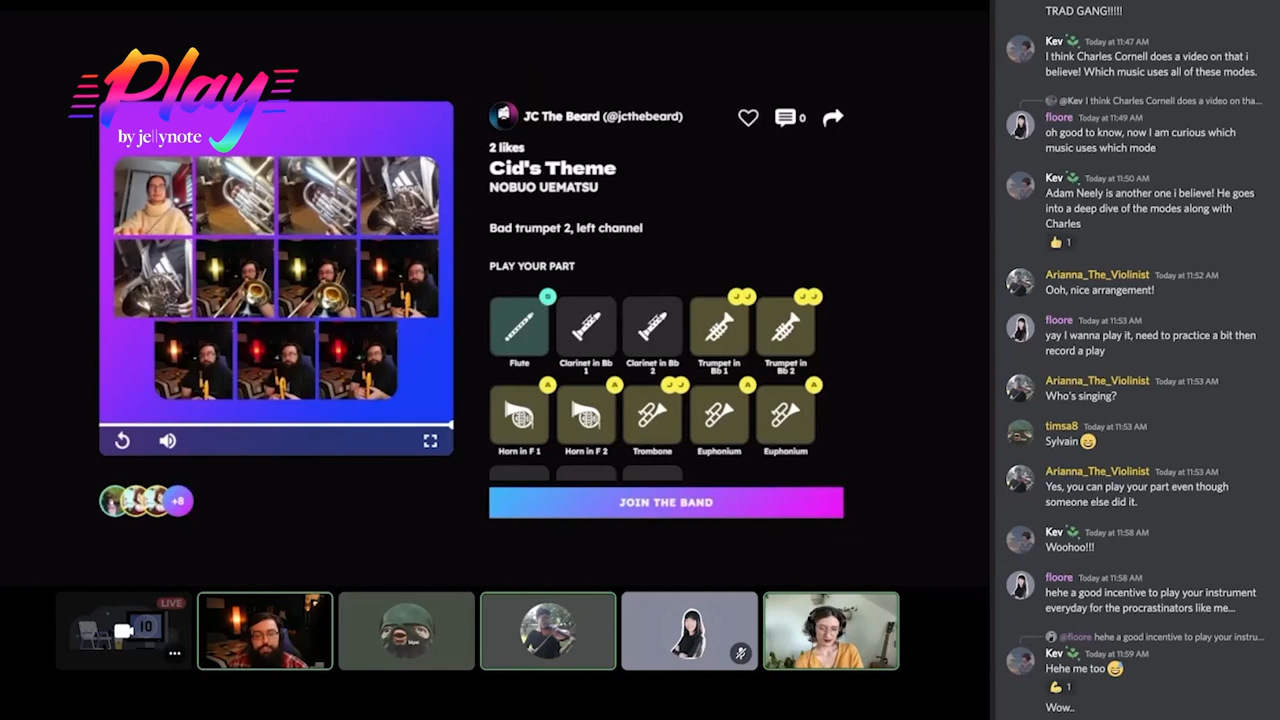 Play
by jellynote
JC The Beard (@jcthebeard)
0
2 likes
Cid's Theme
NOBUO UEMATSU
Bad trumpet 2, left channel
PLAY YOUR PART
S
J J
J J
Flute
Clarinet in Bb 1
Clarinet in Bb 2
Trumpet in Bb 1
Trumpet in Bb 2
A
A
J J
A
A
Horn in F 1
Horn in F 2
Trombone
Euphonium
Euphonium
JOIN THE BAND
+8
LIVE
10
TRAD GANG!!!!!
Kev Today at 11:47 AM
I think Charles Cornell does a video on that i
believe! Which music uses all of these modes.
@Kev I think Charles Cornell does a video on tha...
floore Today at 11:49 AM
oh good to know, now I am curious which
music uses which mode
Kev Today at 11:50 AM
Adam Neely is another one i believe! He goes
into a deep dive of the modes along with
Charles
👍 1
Arianna_The_Violinist Today at 11:52 AM
Ooh, nice arrangement!
floore Today at 11:53 AM
yay I wanna play it, need to practice a bit then
record a play
Arianna_The_Violinist Today at 11:53 AM
Who's singing?
timsa8 Today at 11:53 AM
Sylvain 😄
Arianna_The_Violinist Today at 11:53 AM
Yes, you can play your part even though
someone else did it.
Kev Today at 11:58 AM
Woohoo!!!
floore Today at 11:58 AM
hehe a good incentive to play your instrument
everyday for the procrastinators like me...
@floore hehe a good incentive to play your instru...
Kev Today at 11:59 AM
Hehe me too 😅
💪 1
Wow..